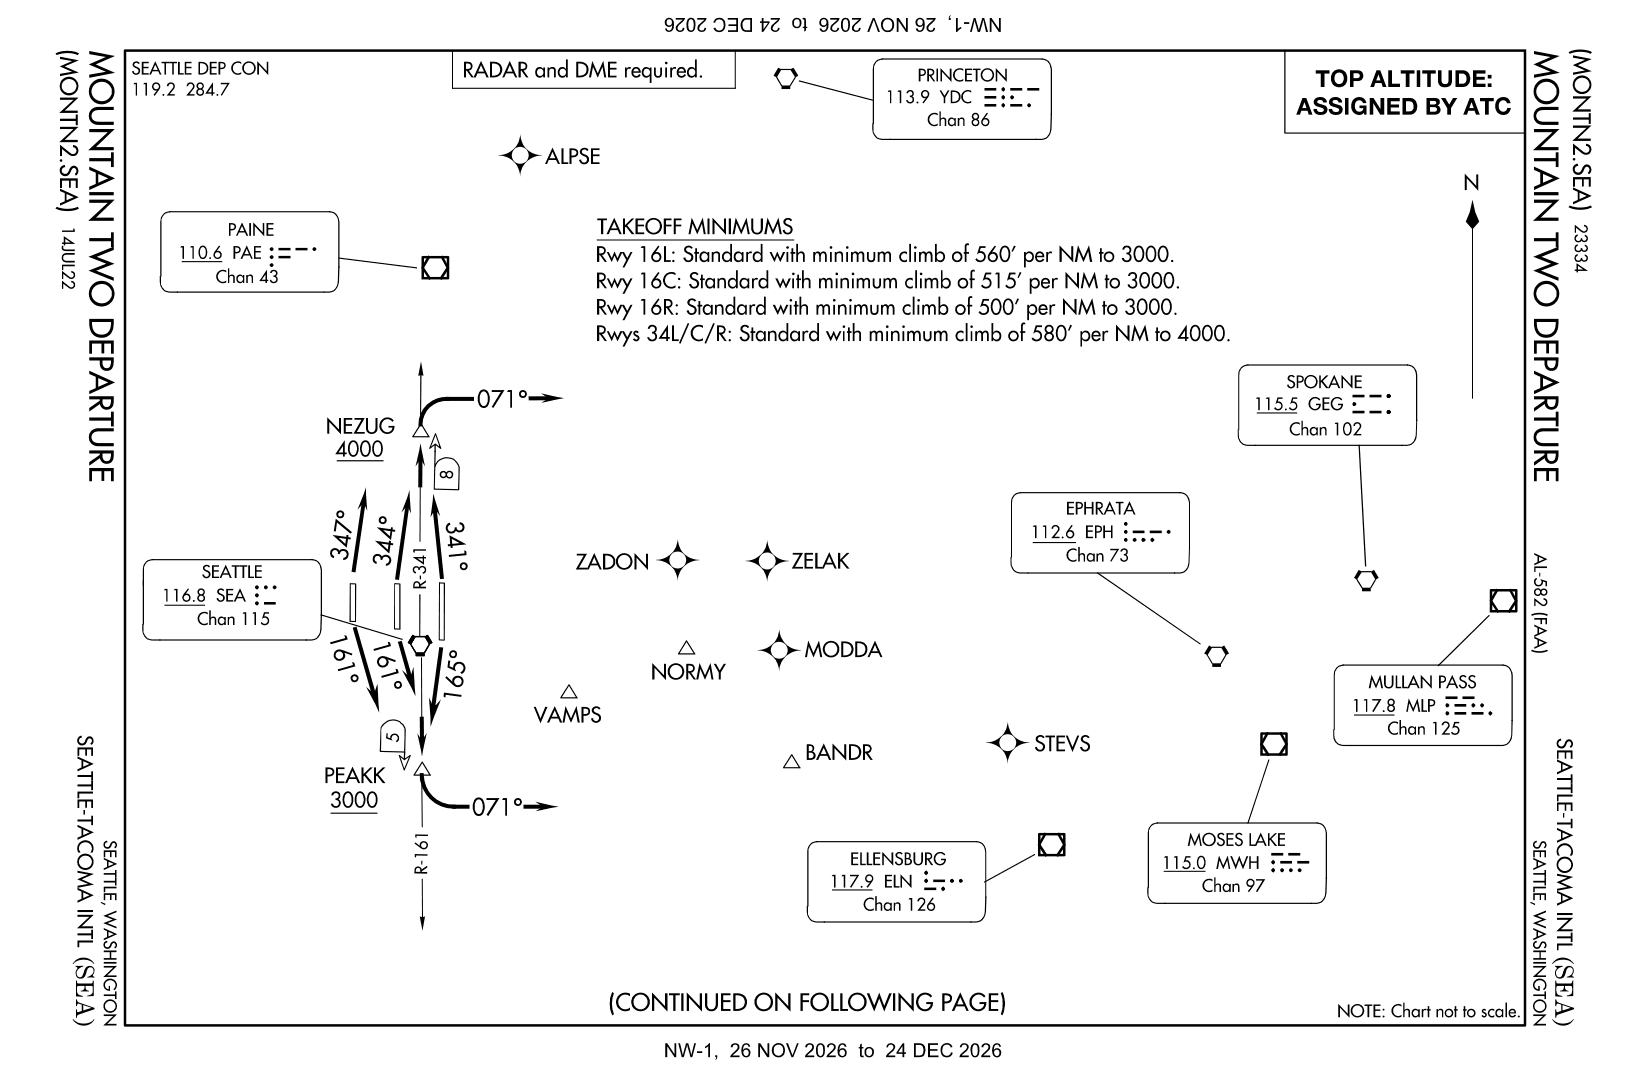 NW-1, 26 NOV 2026 to 24 DEC 2026
(MONTN2.SEA) 14JUL22
MOUNTAIN TWO DEPARTURE
SEATTLE-TACOMA INTL (SEA)
SEATTLE, WASHINGTON
SEATTLE DEP CON
119.2 284.7
RADAR and DME required.
TOP ALTITUDE:
ASSIGNED BY ATC
PRINCETON
113.9 YDC
Chan 86
ALPSE
N
PAINE
110.6 PAE
Chan 43
TAKEOFF MINIMUMS
Rwy 16L: Standard with minimum climb of 560′ per NM to 3000.
Rwy 16C: Standard with minimum climb of 515′ per NM to 3000.
Rwy 16R: Standard with minimum climb of 500′ per NM to 3000.
Rwys 34L/C/R: Standard with minimum climb of 580′ per NM to 4000.
071°
NEZUG
4000
8
347°
344°
341°
R-341
SPOKANE
115.5 GEG
Chan 102
EPHRATA
112.6 EPH
Chan 73
ZADON
ZELAK
SEATTLE
116.8 SEA
Chan 115
161°
161°
165°
NORMY
MODDA
VAMPS
MULLAN PASS
117.8 MLP
Chan 125
5
PEAKK
3000
071°
R-161
BANDR
STEVS
ELLENSBURG
117.9 ELN
Chan 126
MOSES LAKE
115.0 MWH
Chan 97
(CONTINUED ON FOLLOWING PAGE)
NOTE: Chart not to scale.
(MONTN2.SEA) 23334
MOUNTAIN TWO DEPARTURE
AL-582 (FAA)
SEATTLE-TACOMA INTL (SEA)
SEATTLE, WASHINGTON
NW-1, 26 NOV 2026 to 24 DEC 2026